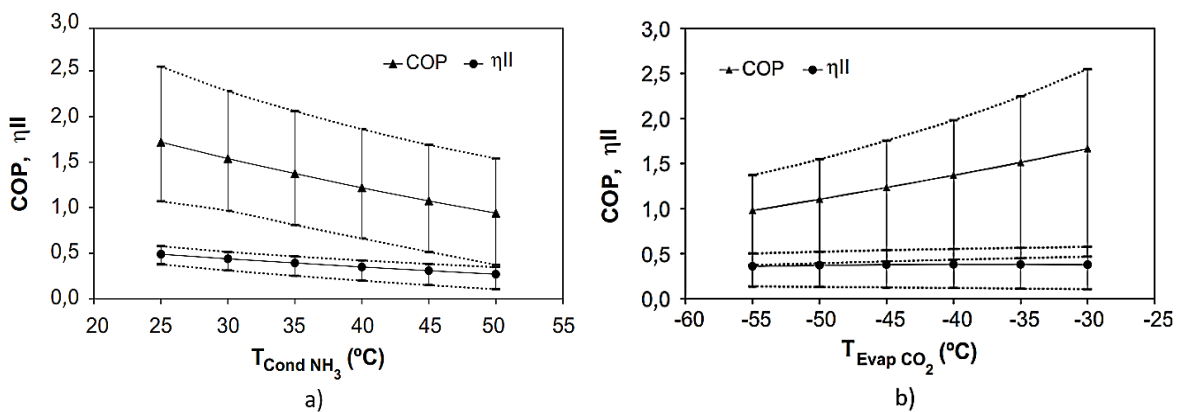 3,0
2,5
2,0
1,5
1,0
0,5
0,0
COP, ηII
COP ηII
20 25 30 35 40 45 50 55
T Cond NH₃ (ºC)
a)
3,0
2,5
2,0
1,5
1,0
0,5
0,0
COP, ηII
COP ηII
-60 -55 -50 -45 -40 -35 -30 -25
T Evap CO₂ (ºC)
b)